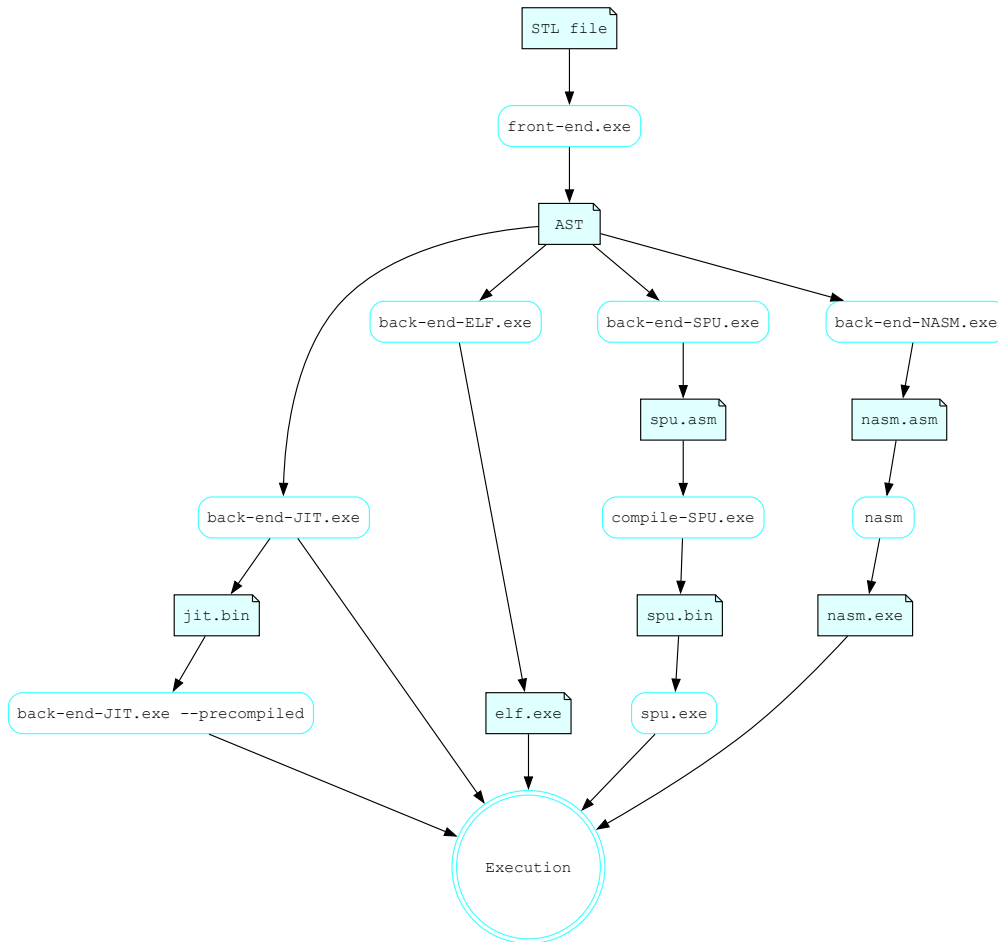 STL file
front-end.exe
AST
back-end-ELF.exe
back-end-SPU.exe
back-end-NASM.exe
spu.asm
nasm.asm
back-end-JIT.exe
compile-SPU.exe
nasm
jit.bin
spu.bin
nasm.exe
back-end-JIT.exe --precompiled
elf.exe
spu.exe
Execution